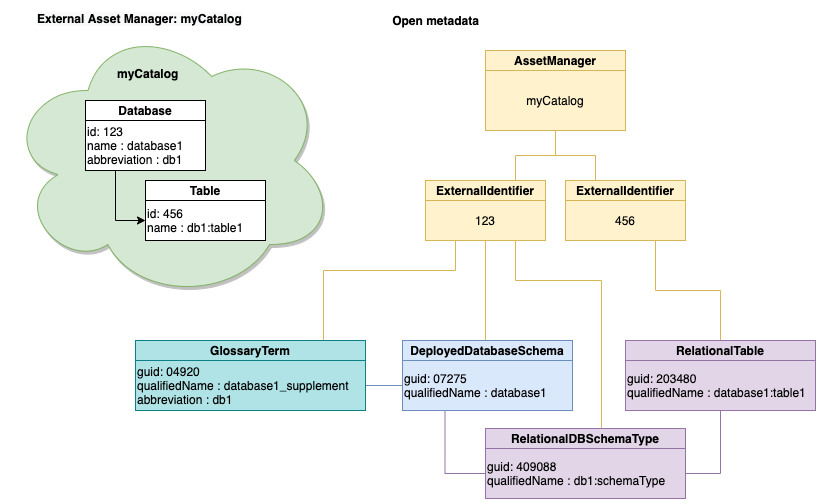 External Asset Manager: myCatalog
Open metadata
myCatalog
Database
id: 123
name : database1
abbreviation : db1
Table
id: 456
name : db1:table1
AssetManager
myCatalog
ExternalIdentifier
123
ExternalIdentifier
456
GlossaryTerm
guid: 04920
qualifiedName : database1_supplement
abbreviation : db1
DeployedDatabaseSchema
guid: 07275
qualifiedName : database1
RelationalTable
guid: 203480
qualifiedName : database1:table1
RelationalDBSchemaType
guid: 409088
qualifiedName : db1:schemaType